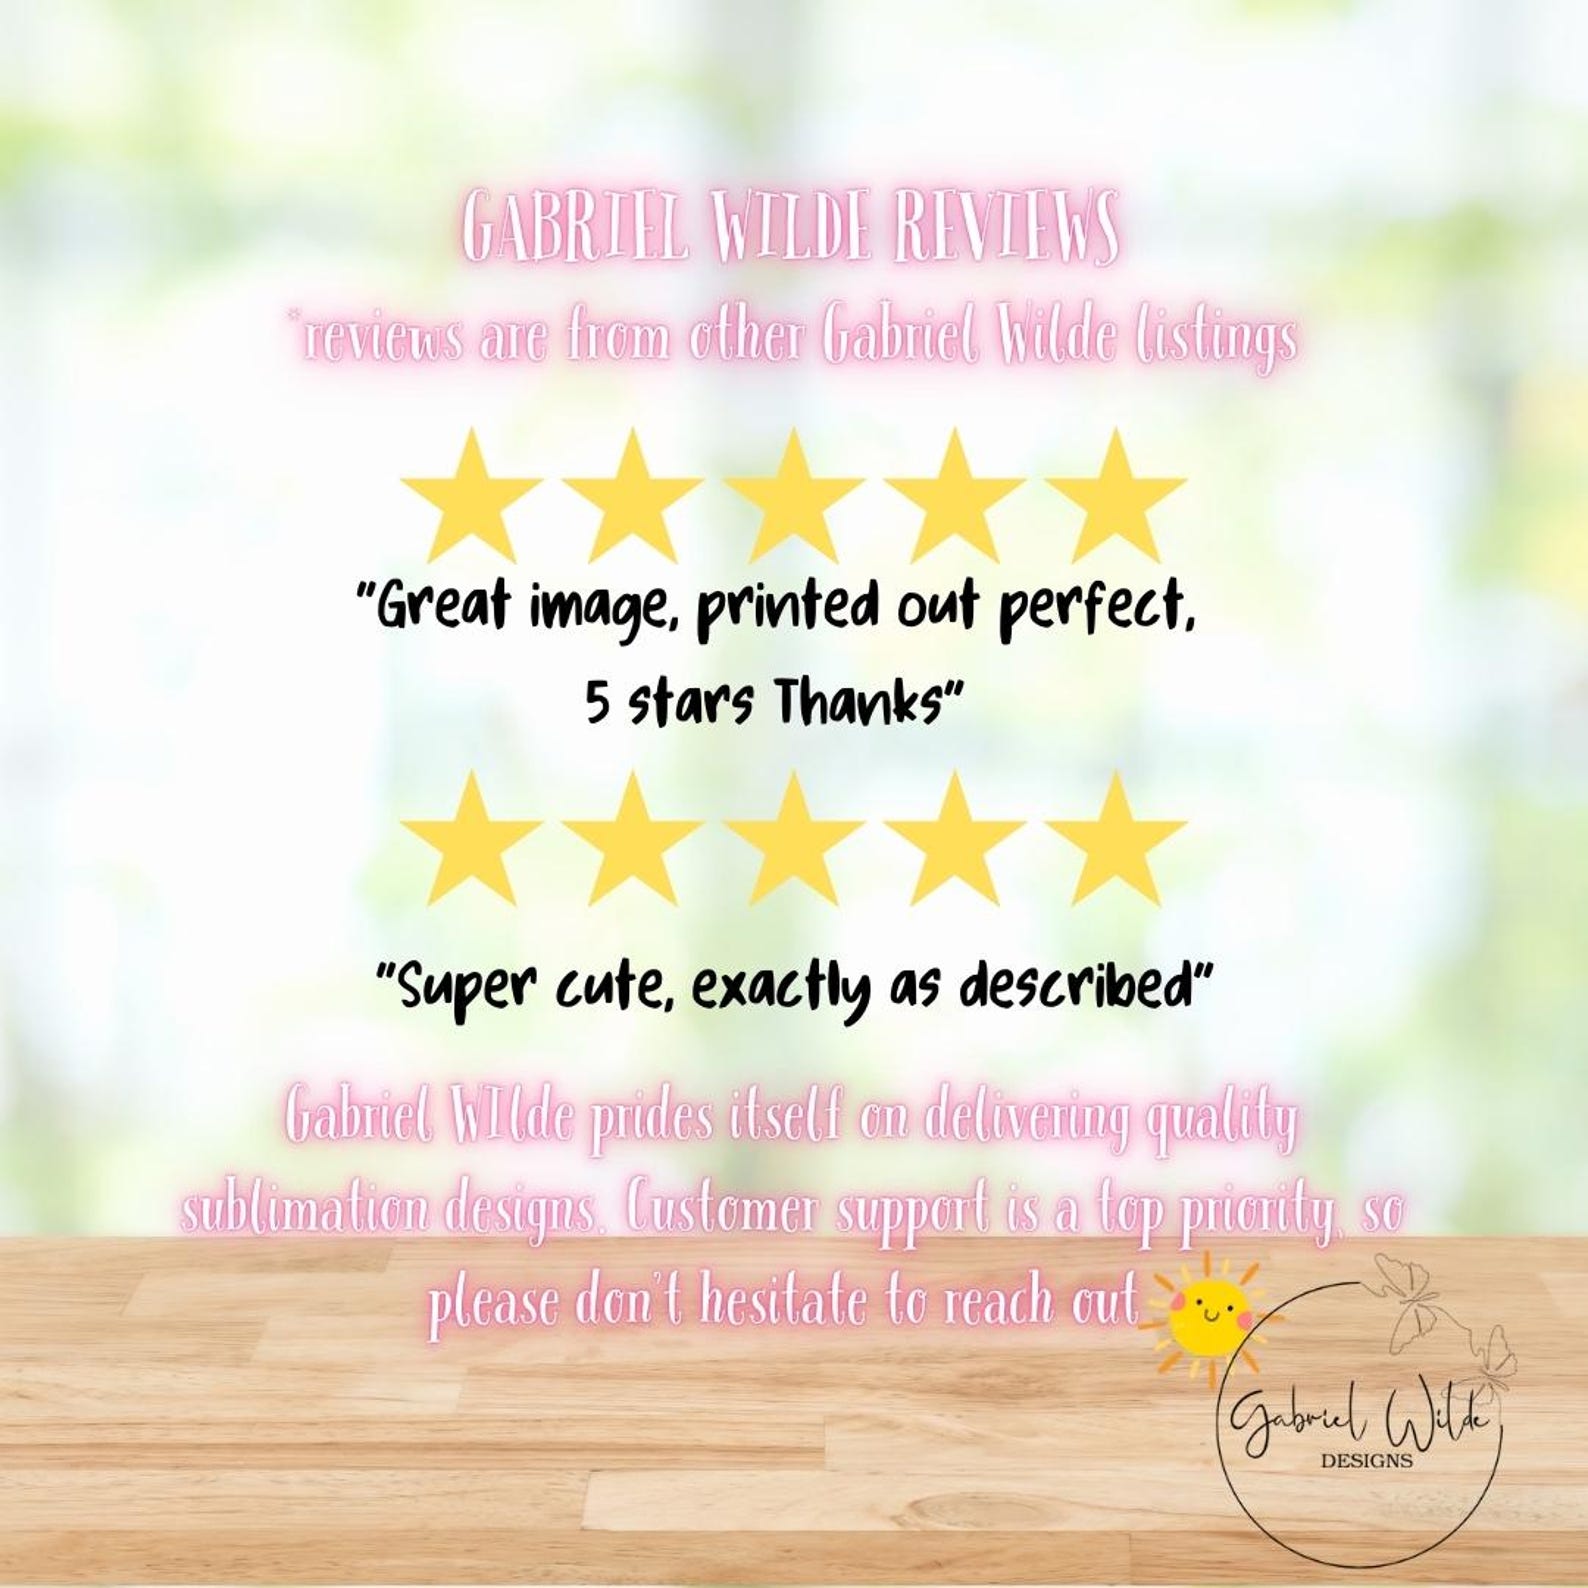 GABRIEL WILDE REVIEWS
*reviews are from other Gabriel Wilde listings
"Great image, printed out perfect,
5 stars Thanks"
"Super cute, exactly as described"
Gabriel WIlde prides itself on delivering quality
sublimation designs. Customer support is a top priority, so
please don't hesitate to reach out
Gabriel Wilde
DESIGNS